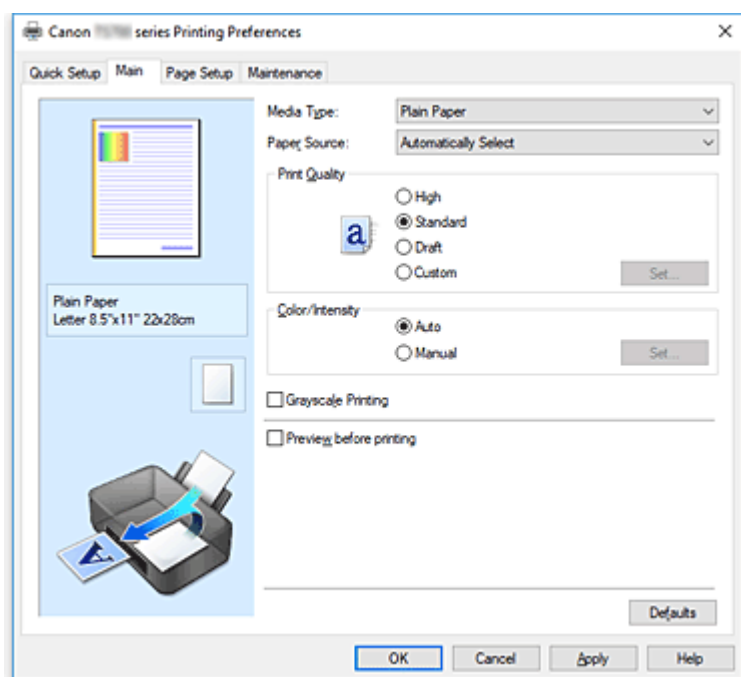 Canon series Printing Preferences
Quick Setup Main Page Setup Maintenance
Media Type: Plain Paper
Paper Source: Automatically Select
Print Quality
High
a
Standard
Draft
Custom Set...
Plain Paper
Letter 8.5"x11" 22x28cm
Color/Intensity
Auto
Manual Set...
Grayscale Printing
Preview before printing
A
Defaults
OK Cancel Apply Help